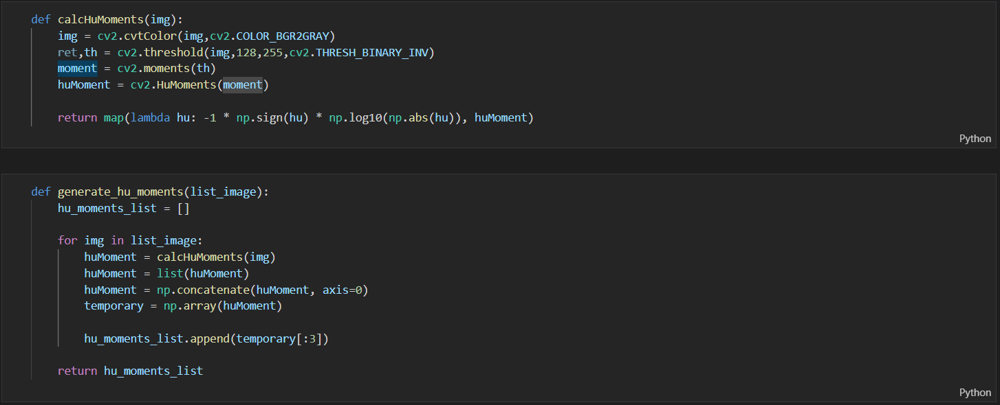 def calcHuMoments(img):
    img = cv2.cvtColor(img,cv2.COLOR_BGR2GRAY)
    ret,th = cv2.threshold(img,128,255,cv2.THRESH_BINARY_INV)
    moment = cv2.moments(th)
    huMoment = cv2.HuMoments(moment)

    return map(lambda hu: -1 * np.sign(hu) * np.log10(np.abs(hu)), huMoment)
Python

def generate_hu_moments(list_image):
    hu_moments_list = []

    for img in list_image:
        huMoment = calcHuMoments(img)
        huMoment = list(huMoment)
        huMoment = np.concatenate(huMoment, axis=0)
        temporary = np.array(huMoment)

        hu_moments_list.append(temporary[:3])

    return hu_moments_list
Python